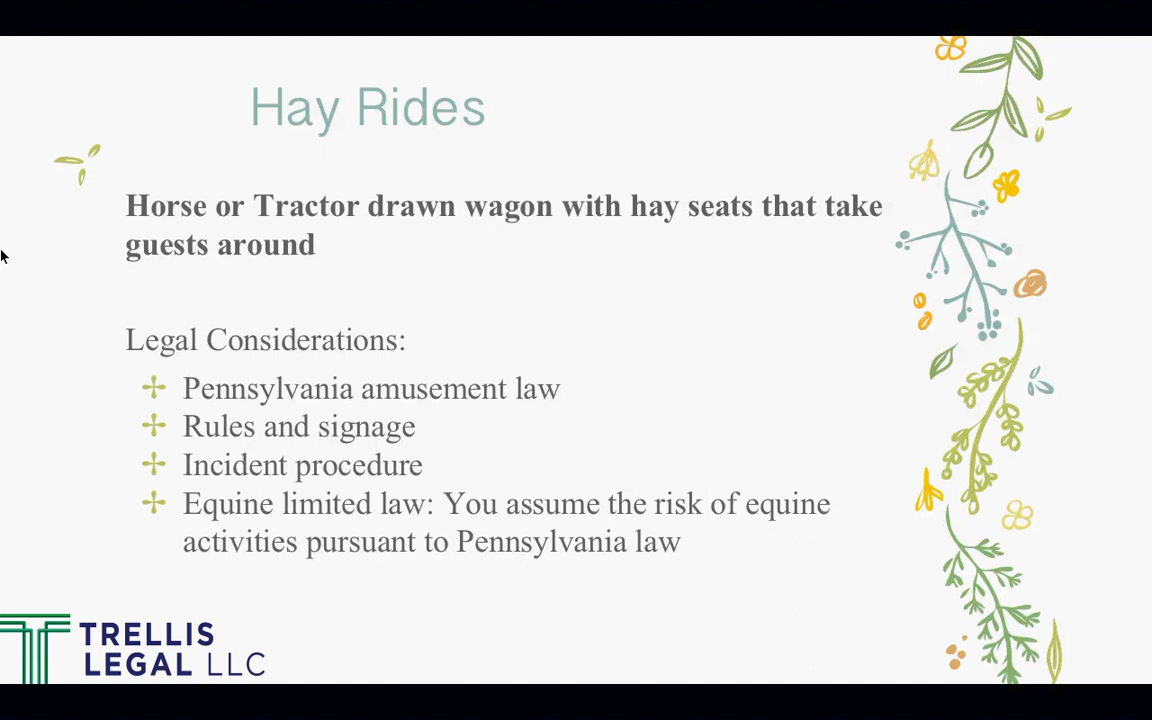 Hay Rides
Horse or Tractor drawn wagon with hay seats that take
guests around
Legal Considerations:
Pennsylvania amusement law
Rules and signage
Incident procedure
Equine limited law: You assume the risk of equine
activities pursuant to Pennsylvania law
TRELLIS
LEGAL LLC